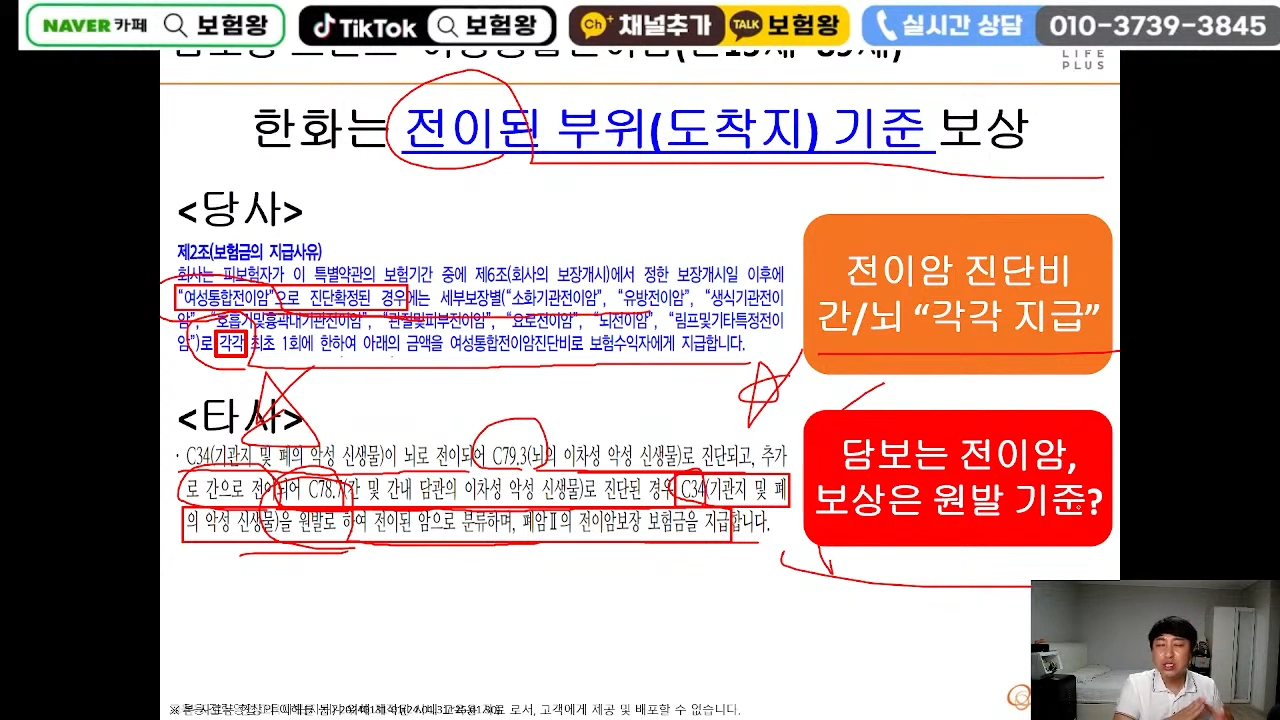 NAVER 카페 보험왕 TikTok 보험왕 Ch+ 채널추가 TALK 보험왕 실시간 상담 010-3739-3845
LIFE
PLUS
한화는 전이된 부위(도착지) 기준 보상
<당사>
제2조(보험금의 지급사유)
회사는 피보험자가 이 특별약관의 보험기간 중에 제6조(회사의 보장개시)에서 정한 보장개시일 이후에
“여성통합전이암”으로 진단확정된 경우에는 세부보장별(“소화기관전이암”, “유방전이암”, “생식기관전이
암”, “호흡기및흉곽내기관전이암”, “관절및피부전이암”, “요로전이암”, “뇌전이암”, “림프및기타특정전이
암”)로 각각 최초 1회에 한하여 아래의 금액을 여성통합전이암진단비로 보험수익자에게 지급합니다.
전이암 진단비
간/뇌 “각각 지급”
<타사>
· C34(기관지 및 폐의 악성 신생물)이 뇌로 전이되어 C79.3(뇌의 이차성 악성 신생물)로 진단되고, 추가
로 간으로 전이되어 C78.7(간 및 간내 담관의 이차성 악성 신생물)로 진단된 경우 C34(기관지 및 폐
의 악성 신생물)을 원발로 하여 전이된 암으로 분류하며, 폐암Ⅱ의 전이암보장 보험금을 지급합니다.
담보는 전이암,
보상은 원발 기준?
로서, 고객에게 제공 및 배포할 수 없습니다.